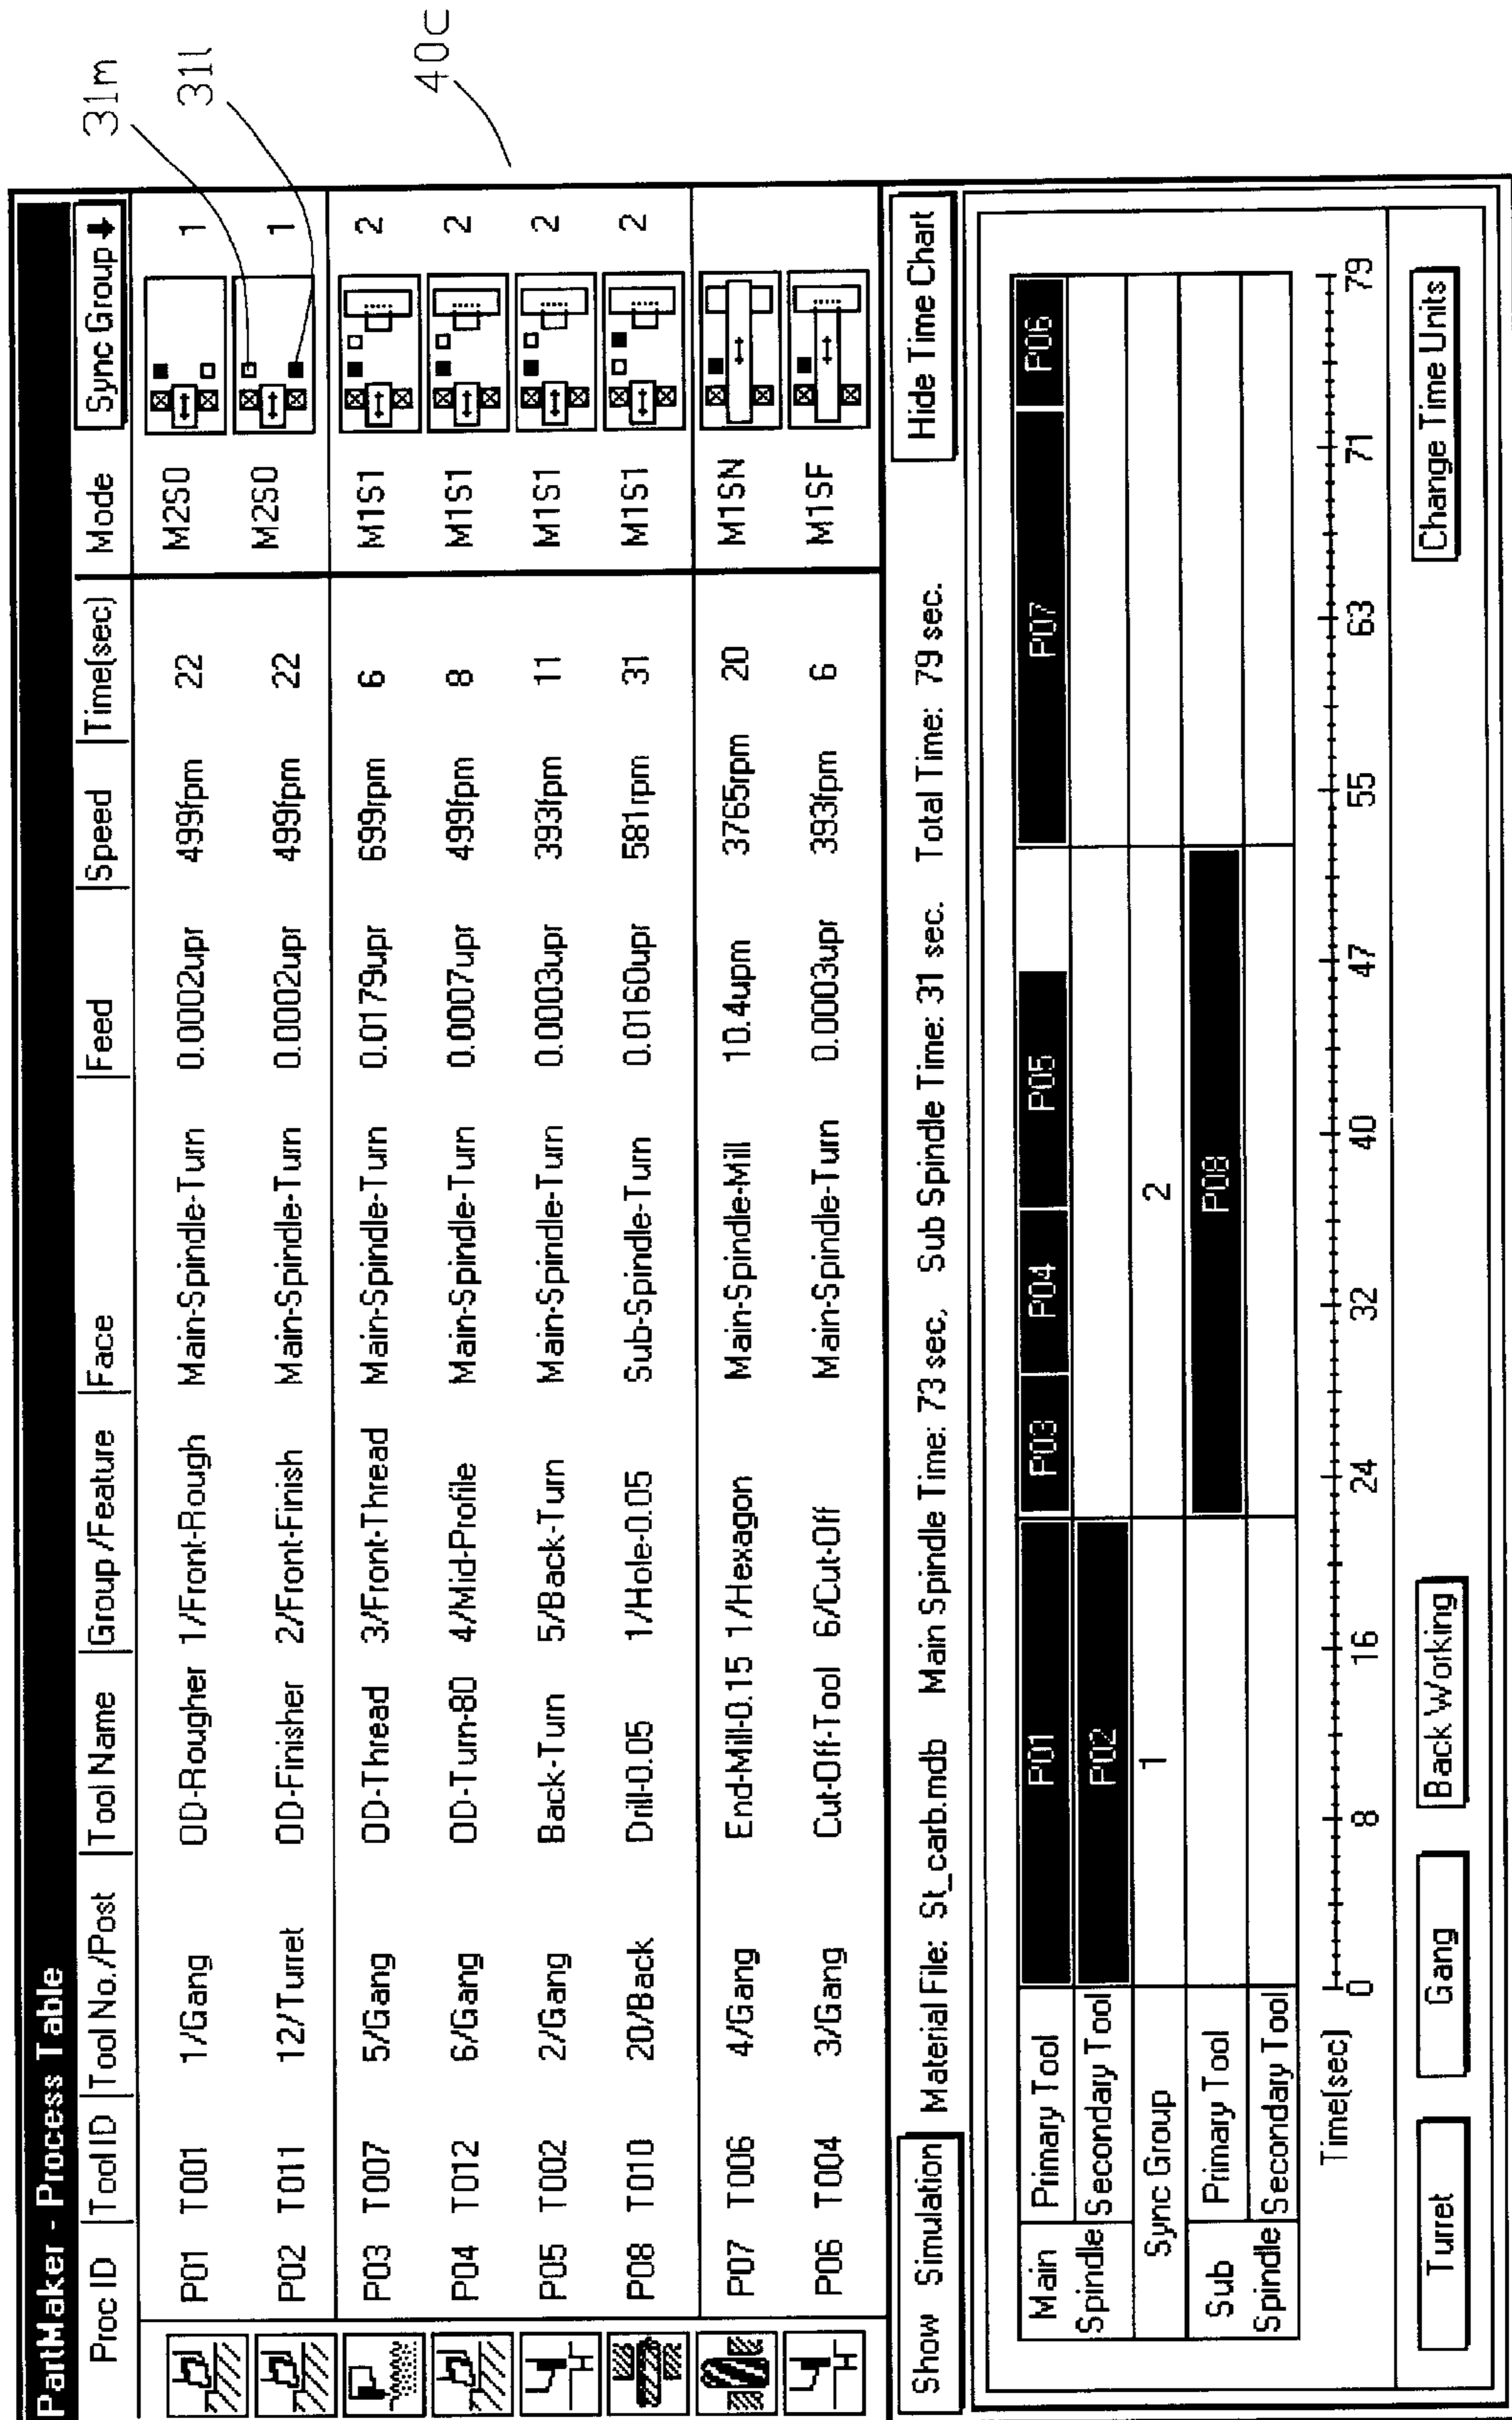 PartMaker - Process Table
Proc ID Tool ID Tool No./Post Tool Name Group /Feature Face Feed Speed Time(sec) Mode Sync Group
P01 T001 1/Gang OD-Rougher 1/Front-Rough Main-Spindle-Turn 0.0002upr 499fpm 22 M2S0 1
P02 T011 12/Turret OD-Finisher 2/Front-Finish Main-Spindle-Turn 0.0002upr 499fpm 22 M2S0 1
P03 T007 5/Gang OD-Thread 3/Front-Thread Main-Spindle-Turn 0.0179upr 699rpm 6 M1S1 2
P04 T012 6/Gang OD-Turn-80 4/Mid-Profile Main-Spindle-Turn 0.0007upr 499fpm 8 M1S1 2
P05 T002 2/Gang Back-Turn 5/Back-Turn Main-Spindle-Turn 0.0003upr 393fpm 11 M1S1 2
P08 T010 20/Back Drill-0.05 1/Hole-0.05 Sub-Spindle-Turn 0.0160upr 581rpm 31 M1S1 2
P07 T006 4/Gang End-Mill-0.15 1/Hexagon Main-Spindle-Mill 10.4upm 3765rpm 20 M1SN
P06 T004 3/Gang Cut-Off-Tool 6/Cut-Off Main-Spindle-Turn 0.0003upr 393fpm 6 M1SF
31m
31l
40c
Show Simulation Material File: St_carb.mdb Main Spindle Time: 73 sec, Sub Spindle Time: 31 sec. Total Time: 79 sec. Hide Time Chart
Main Spindle Primary Tool P01 P03 P04 P05 P07 P06
Secondary Tool P02
Sync Group 1 2
Sub Spindle Primary Tool P08
Secondary Tool
Time(sec) 0 8 16 24 32 40 47 55 63 71 79
Turret Gang Back Working Change Time Units